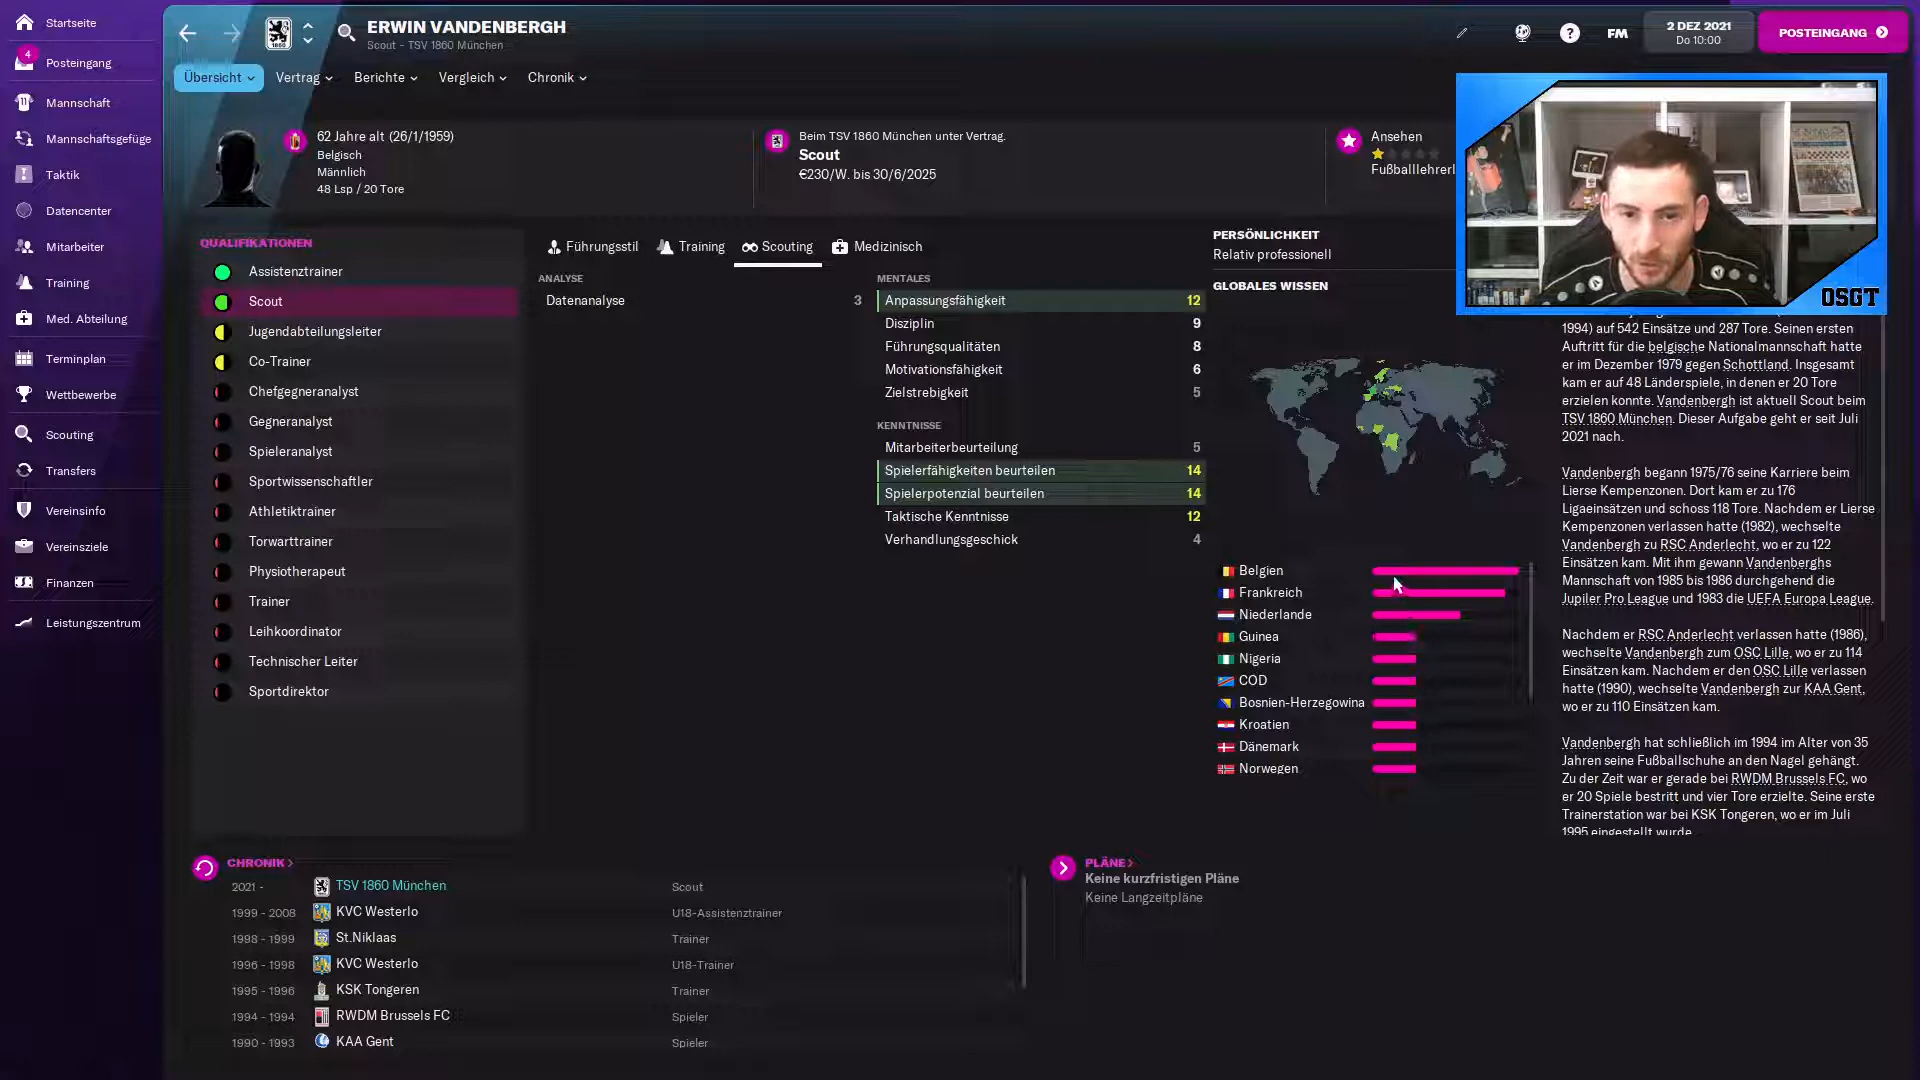 Startseite
4
Posteingang
Mannschaft
Mannschaftsgefüge
Taktik
Datencenter
Mitarbeiter
Training
Med. Abteilung
Terminplan
Wettbewerbe
Scouting
Transfers
Vereinsinfo
Vereinsziele
Finanzen
Leistungszentrum
ERWIN VANDENBERGH
Scout - TSV 1860 München
FM
2 DEZ 2021
Do 10:00
POSTEINGANG
Übersicht
Vertrag
Berichte
Vergleich
Chronik
62 Jahre alt (26/1/1959)
Belgisch
Männlich
48 Lsp / 20 Tore
Beim TSV 1860 München unter Vertrag.
Scout
€230/W. bis 30/6/2025
Ansehen
OSGT
QUALIFIKATIONEN
Assistenztrainer
Scout
Jugendabteilungsleiter
Co-Trainer
Chefgegneranalyst
Gegneranalyst
Spieleranalyst
Sportwissenschaftler
Athletiktrainer
Torwarttrainer
Physiotherapeut
Trainer
Leihkoordinator
Technischer Leiter
Sportdirektor
Führungsstil
Training
Scouting
Medizinisch
ANALYSE
Datenanalyse 3
MENTALES
Anpassungsfähigkeit 12
Disziplin 9
Führungsqualitäten 8
Motivationsfähigkeit 6
Zielstrebigkeit 5
KENNTNISSE
Mitarbeiterbeurteilung 5
Spielerfähigkeiten beurteilen 14
Spielerpotenzial beurteilen 14
Taktische Kenntnisse 12
Verhandlungsgeschick 4
PERSÖNLICHKEIT
Relativ professionell
GLOBALES WISSEN
Belgien
Frankreich
Niederlande
Guinea
Nigeria
COD
Bosnien-Herzegowina
Kroatien
Dänemark
Norwegen
1994) auf 542 Einsätze und 287 Tore. Seinen ersten
Auftritt für die belgische Nationalmannschaft hatte
er im Dezember 1979 gegen Schottland. Insgesamt
kam er auf 48 Länderspiele, in denen er 20 Tore
erzielen konnte. Vandenbergh ist aktuell Scout beim
TSV 1860 München. Dieser Aufgabe geht er seit Juli
2021 nach.
Vandenbergh begann 1975/76 seine Karriere beim
Lierse Kempenzonen. Dort kam er zu 176
Ligaeinsätzen und schoss 118 Tore. Nachdem er Lierse
Kempenzonen verlassen hatte (1982), wechselte
Vandenbergh zu RSC Anderlecht, wo er zu 122
Einsätzen kam. Mit ihm gewann Vandenberghs
Mannschaft von 1985 bis 1986 durchgehend die
Jupiler Pro League und 1983 die UEFA Europa League.
Nachdem er RSC Anderlecht verlassen hatte (1986),
wechselte Vandenbergh zum OSC Lille, wo er zu 114
Einsätzen kam. Nachdem er den OSC Lille verlassen
hatte (1990), wechselte Vandenbergh zur KAA Gent,
wo er zu 110 Einsätzen kam.
Vandenbergh hat schließlich im 1994 im Alter von 35
Jahren seine Fußballschuhe an den Nagel gehängt.
Zu der Zeit war er gerade bei RWDM Brussels FC, wo
er 20 Spiele bestritt und vier Tore erzielte. Seine erste
Trainerstation war bei KSK Tongeren, wo er im Juli
1995 eingestellt wurde
CHRONIK
2021 - TSV 1860 München Scout
1999 - 2008 KVC Westerlo U18-Assistenztrainer
1998 - 1999 St.Niklaas Trainer
1996 - 1998 KVC Westerlo U18-Trainer
1995 - 1996 KSK Tongeren Trainer
1994 - 1994 RWDM Brussels FC Spieler
1990 - 1993 KAA Gent Spieler
PLÄNE
Keine kurzfristigen Pläne
Keine Langzeitpläne